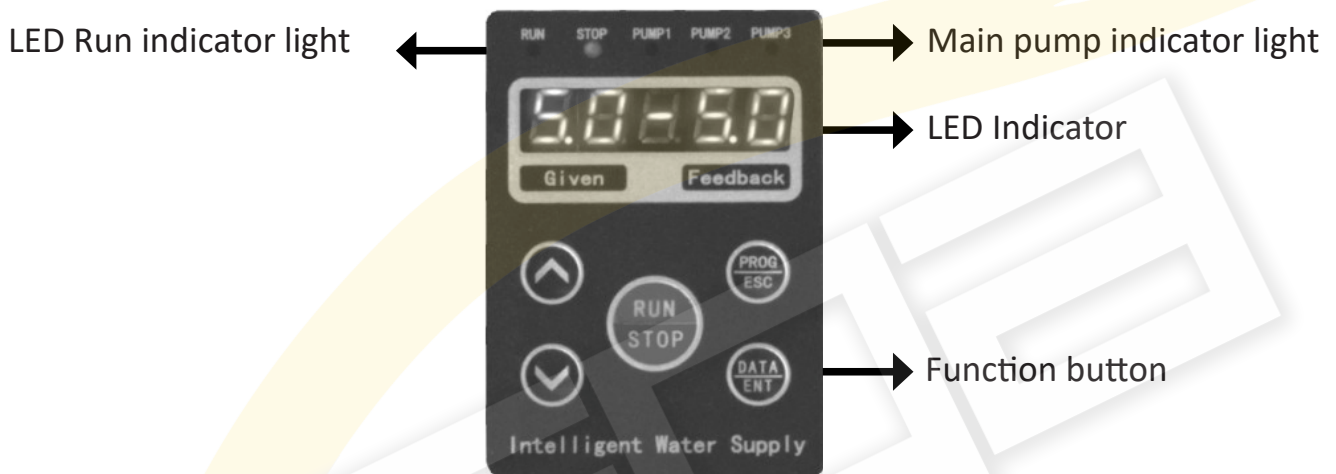 LED Run indicator light
RUN STOP PUMP1 PUMP2 PUMP3
Main pump indicator light
5.0-5.0
LED Indicator
Given Feedback
PROG
ESC
RUN
STOP
DATA
ENT
Function button
Intelligent Water Supply